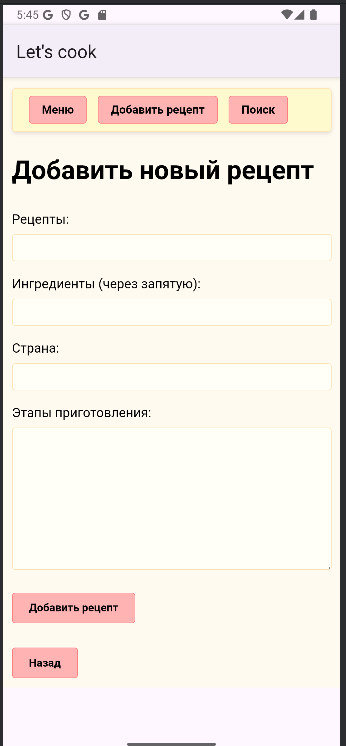 5:45
Let's cook
Меню Добавить рецепт Поиск
Добавить новый рецепт
Рецепты:
Ингредиенты (через запятую):
Страна:
Этапы приготовления:
Добавить рецепт
Назад